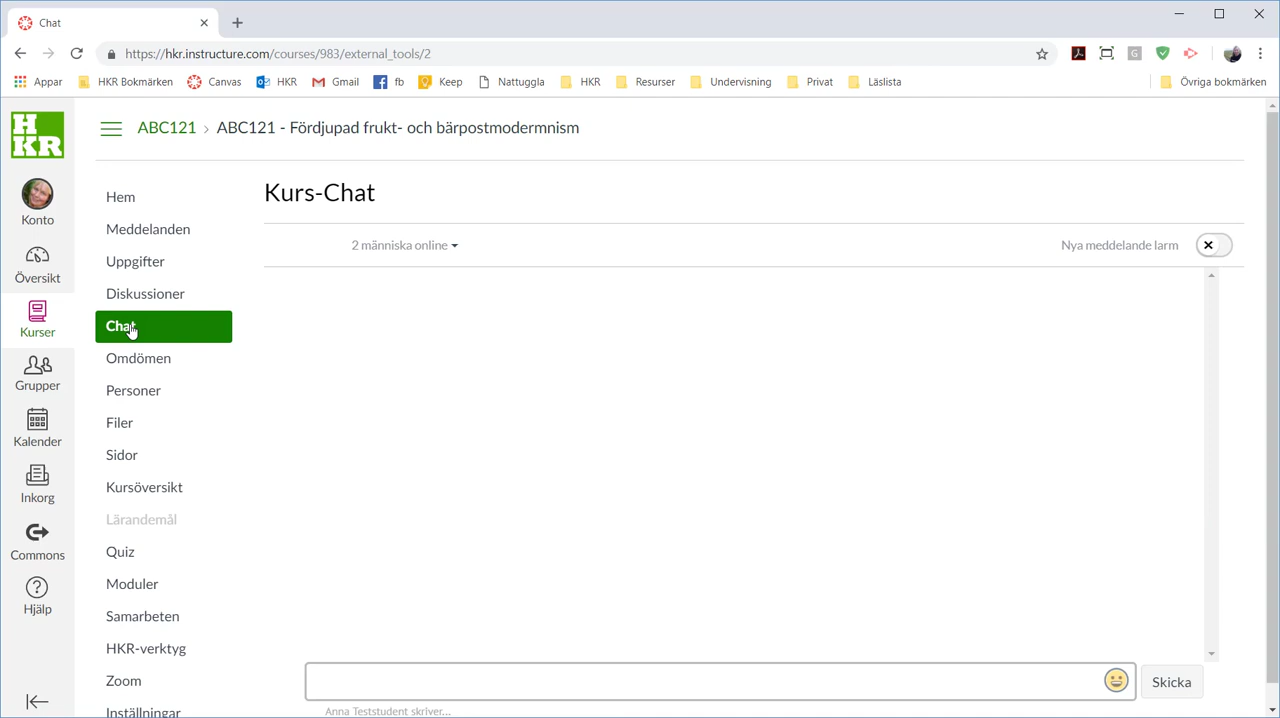 Chat
https://hkr.instructure.com/courses/983/external_tools/2
Appar HKR Bokmärken Canvas HKR Gmail fb Keep Nattuggla HKR Resurser Undervisning Privat Läslista Övriga bokmärken
HKR
ABC121 › ABC121 - Fördjupad frukt- och bärpostmodermnism
Konto
Översikt
Kurser
Grupper
Kalender
Inkorg
Commons
Hjälp
Hem
Meddelanden
Uppgifter
Diskussioner
Chat
Omdömen
Personer
Filer
Sidor
Kursöversikt
Lärandemål
Quiz
Moduler
Samarbeten
HKR-verktyg
Zoom
Inställningar
Kurs-Chat
2 människa online Nya meddelande larm
Skicka
Anna Teststudent skriver...